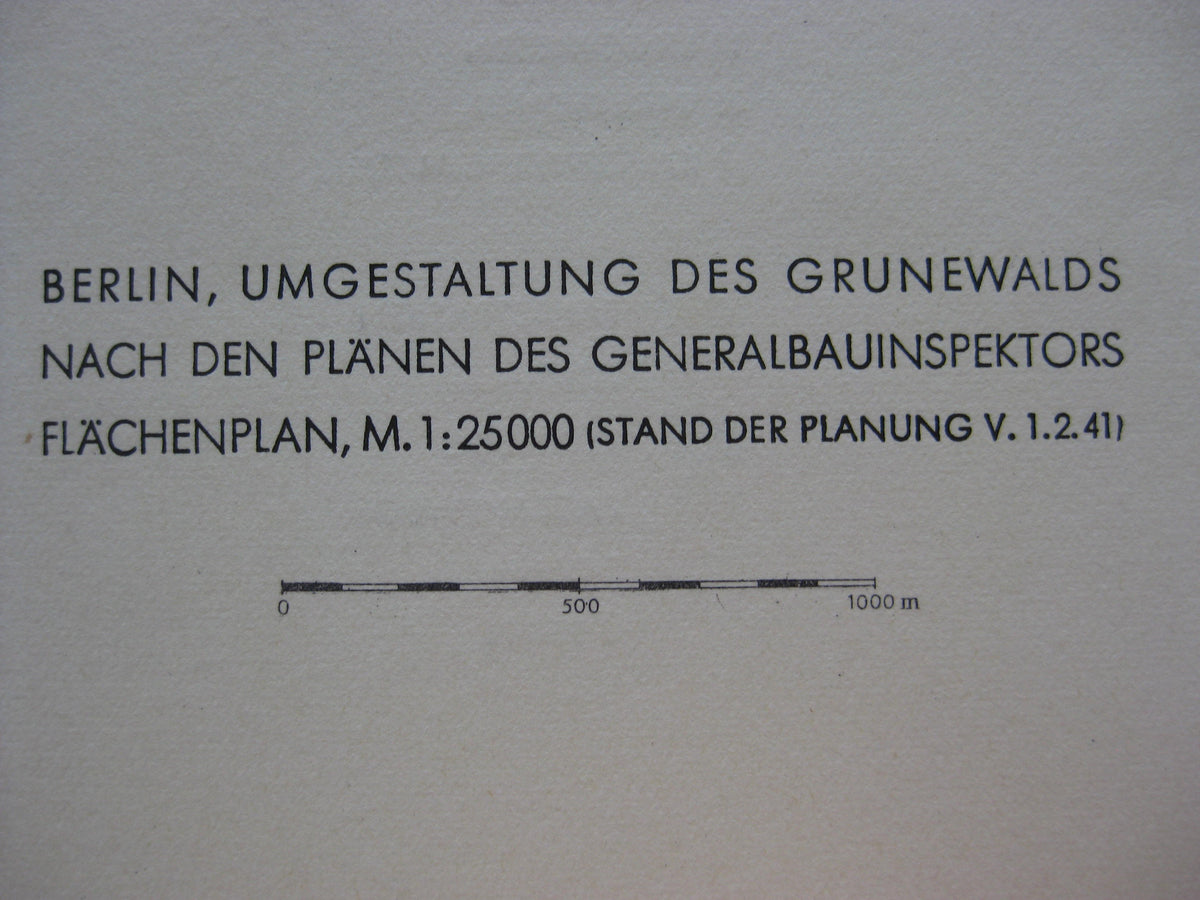 BERLIN, UMGESTALTUNG DES GRUNEWALDS
NACH DEN PLÄNEN DES GENERALBAUINSPEKTORS
FLÄCHENPLAN, M. 1:25000 (STAND DER PLANUNG V. 1.2.41)
0 500 1000 m